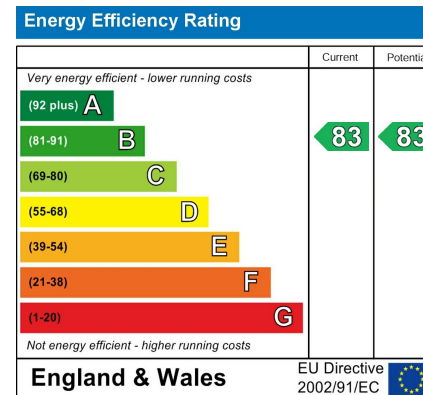 Energy Efficiency Rating
Current Potentia
Very energy efficient - lower running costs
(92 plus) A
(81-91) B 83 83
(69-80) C
(55-68) D
(39-54) E
(21-38) F
(1-20) G
Not energy efficient - higher running costs
England & Wales
EU Directive
2002/91/EC